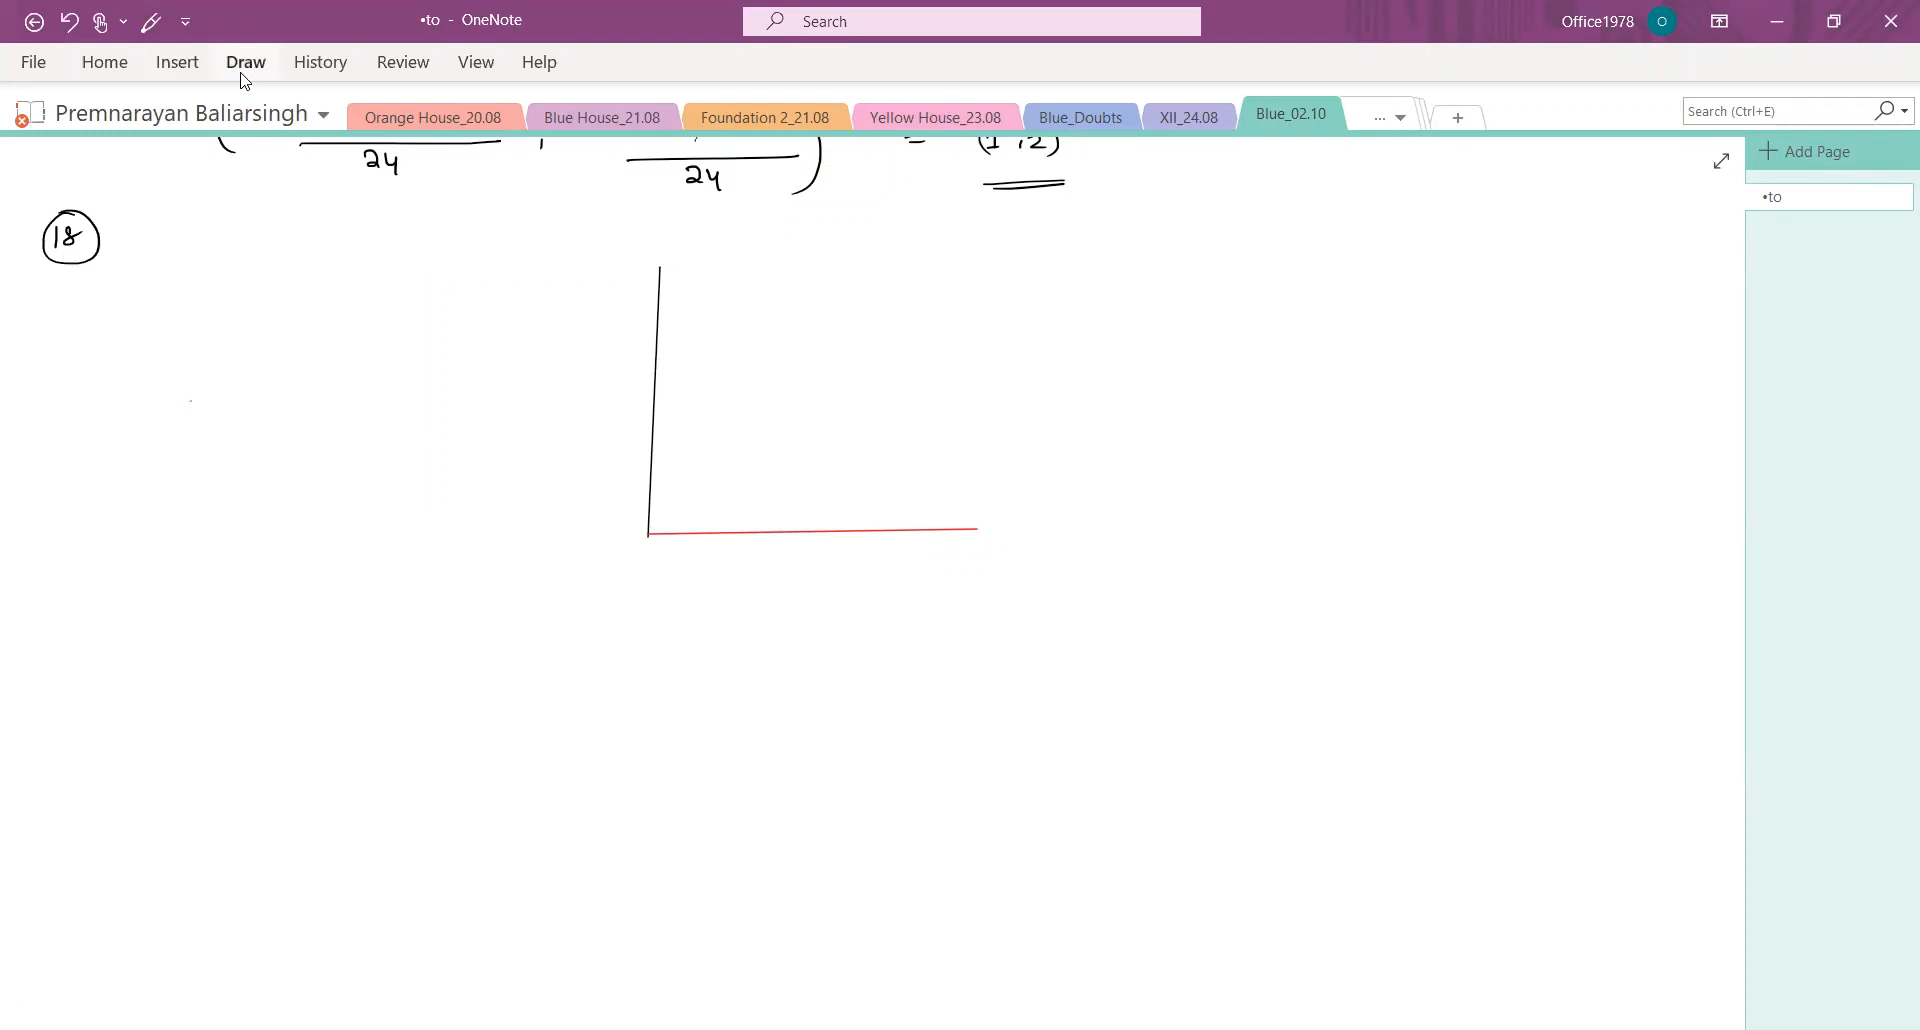 •to - OneNote
Search
Office1978
O
File Home Insert Draw History Review View Help
Premnarayan Baliarsingh
Orange House_20.08 Blue House_21.08 Foundation 2_21.08 Yellow House_23.08 Blue_Doubts XII_24.08 Blue_02.10 ...
Search (Ctrl+E)
Add Page
•to
( 24 , 24 ) = (1, 2)
18